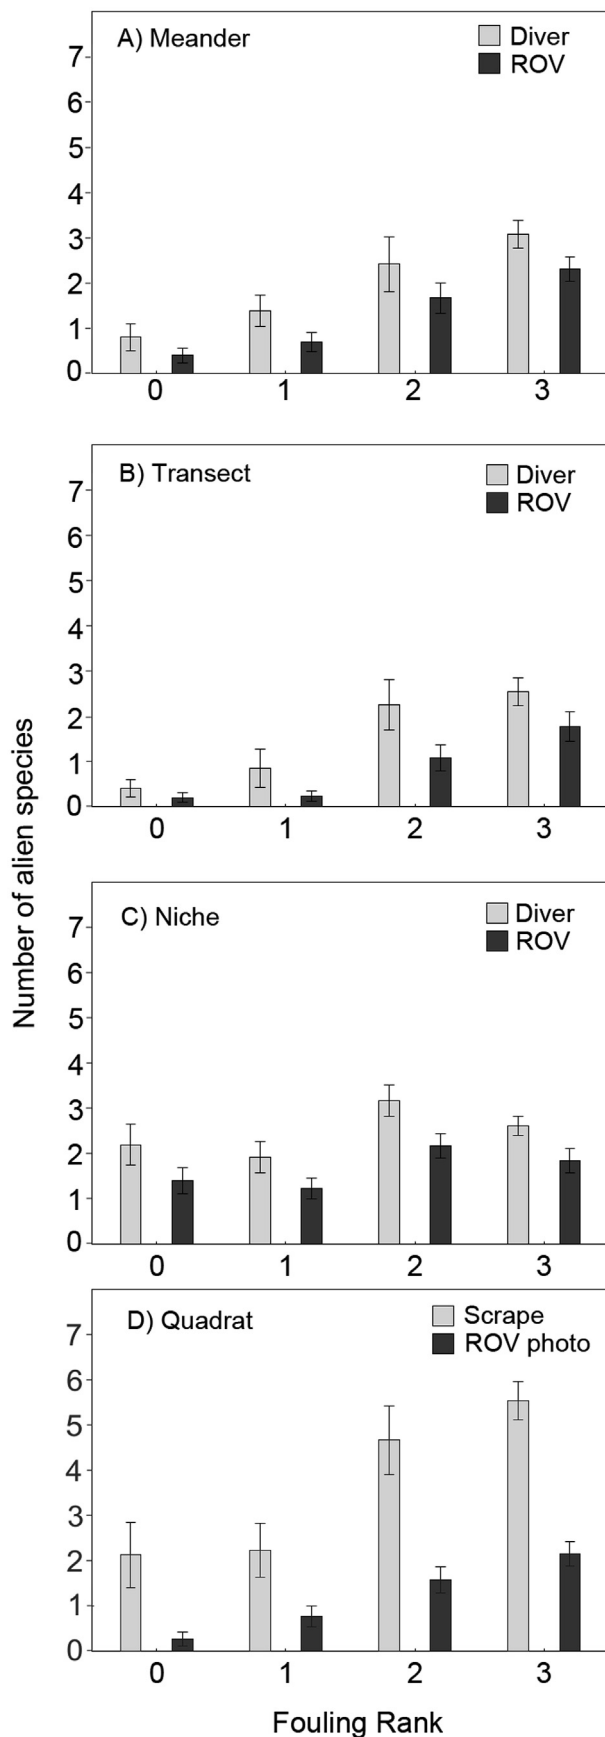 A) Meander
Diver
ROV
7
6
5
4
3
2
1
0
0 1 2 3
B) Transect
Diver
ROV
7
6
5
4
3
2
1
0
0 1 2 3
Number of alien species
C) Niche
Diver
ROV
7
6
5
4
3
2
1
0
0 1 2 3
D) Quadrat
Scrape
ROV photo
7
6
5
4
3
2
1
0
0 1 2 3
Fouling Rank